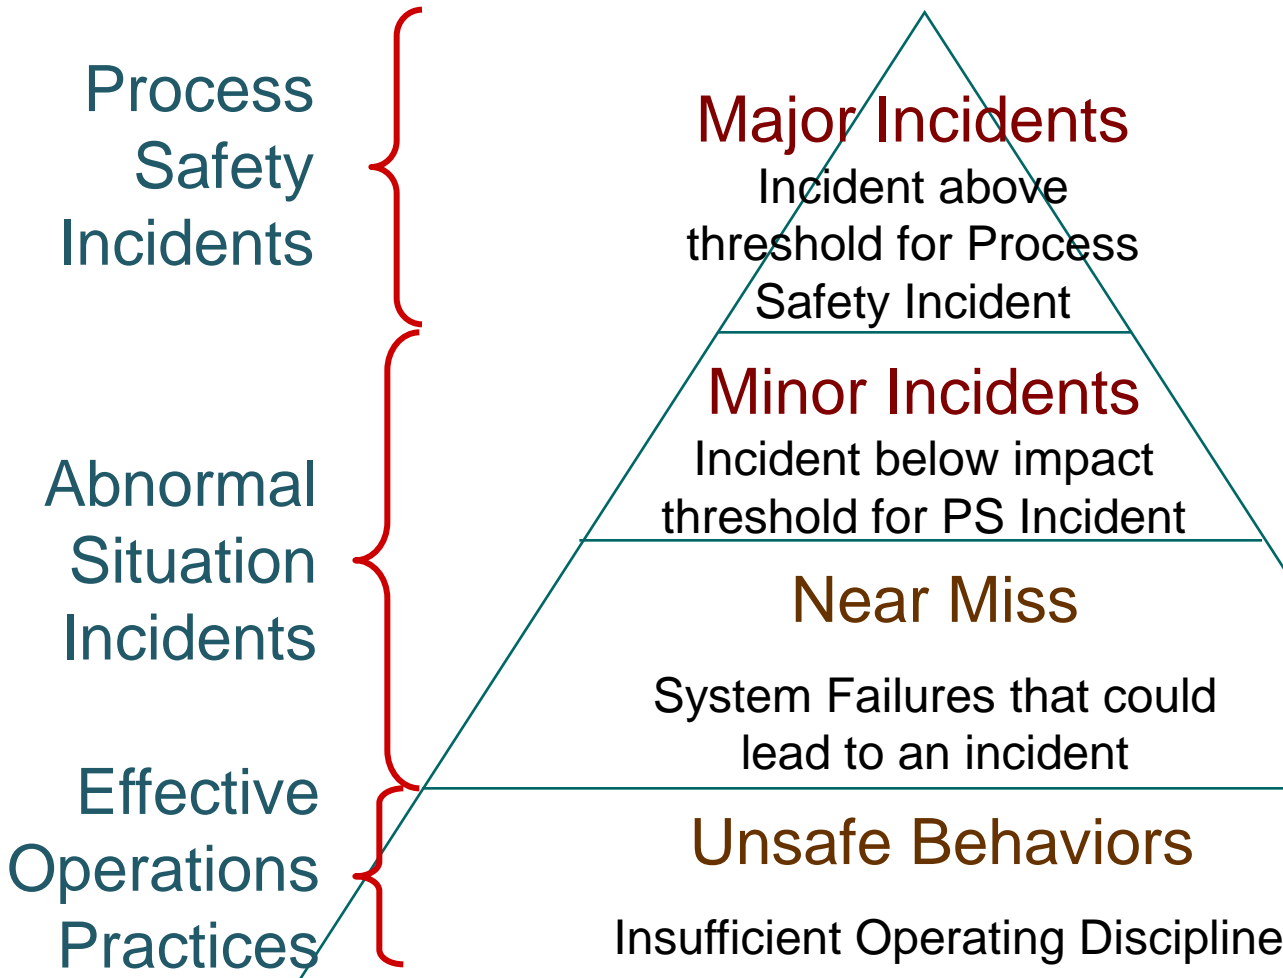 Process
Safety
Incidents
Major Incidents
Incident above
threshold for Process
Safety Incident
Abnormal
Situation
Incidents
Minor Incidents
Incident below impact
threshold for PS Incident
Near Miss
System Failures that could
lead to an incident
Effective
Operations
Practices
Unsafe Behaviors
Insufficient Operating Discipline